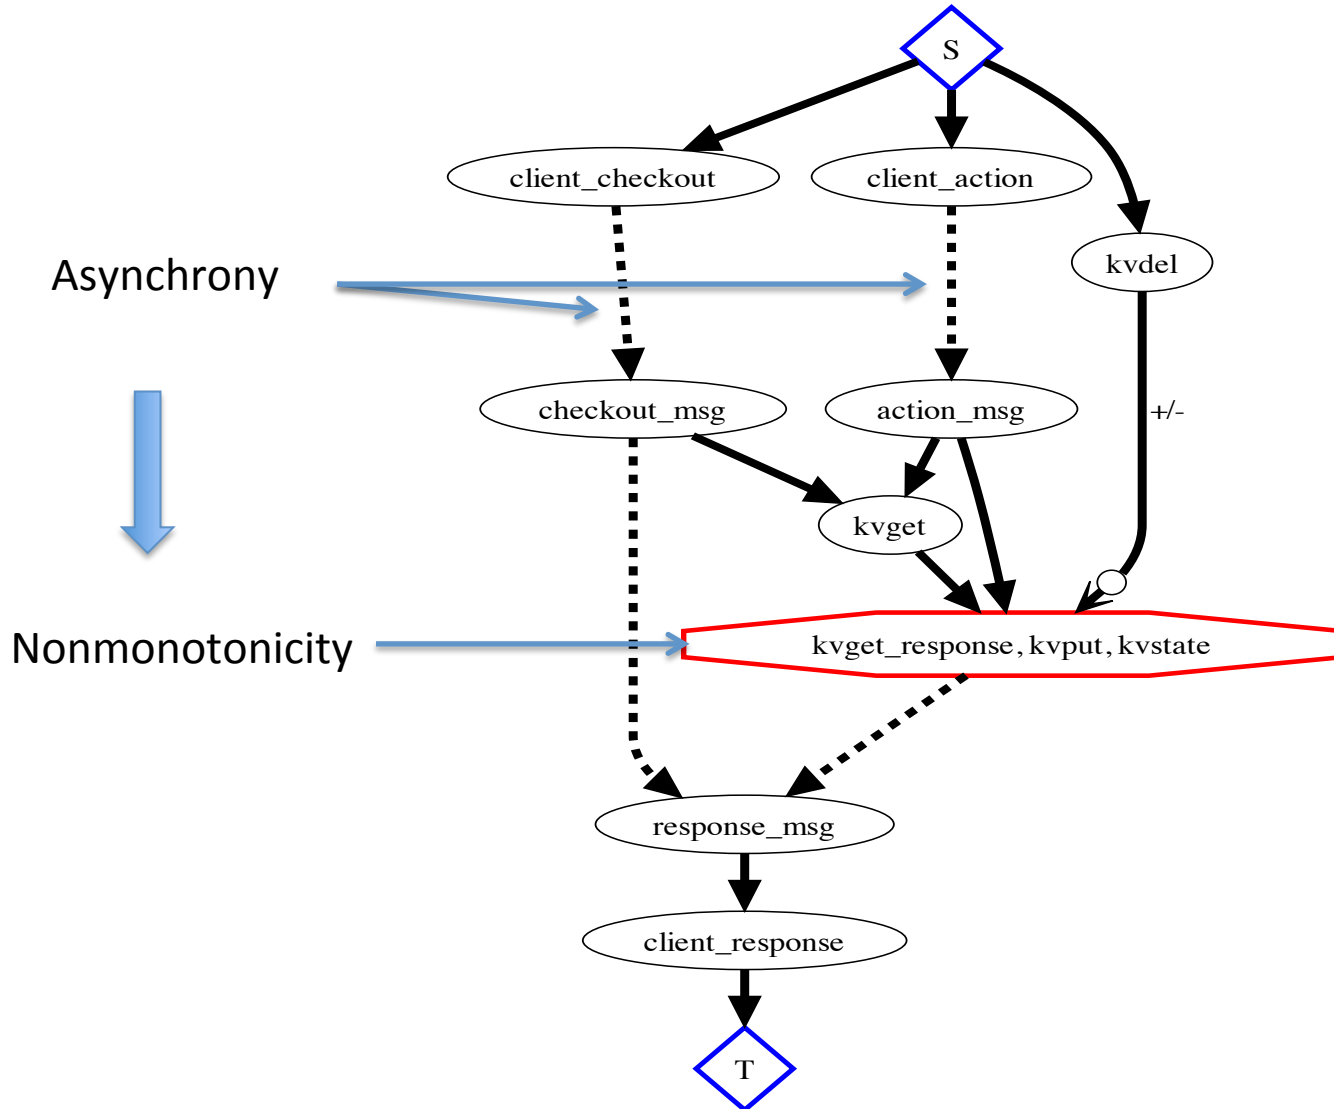 S
client_checkout
client_action
kvdel
Asynchrony
checkout_msg
action_msg
+/-
kvget
Nonmonotonicity
kvget_response, kvput, kvstate
response_msg
client_response
T